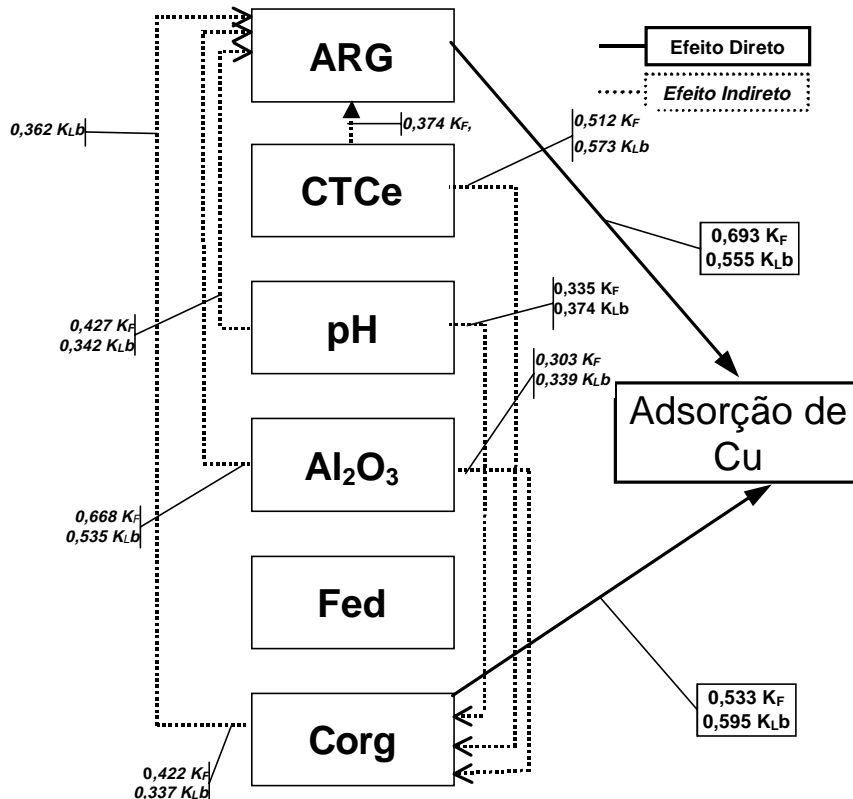 ARG
Efeito Direto
Efeito Indireto
0,362 KLb
0,374 KF,
0,512 KF
0,573 KLb
CTCe
0,693 KF
0,555 KLb
0,335 KF
0,374 KLb
0,427 KF
0,342 KLb
pH
0,303 KF
0,339 KLb
Adsorção de
Cu
Al2O3
0,668 KF
0,535 KLb
Fed
0,533 KF
0,595 KLb
Corg
0,422 KF
0,337 KLb